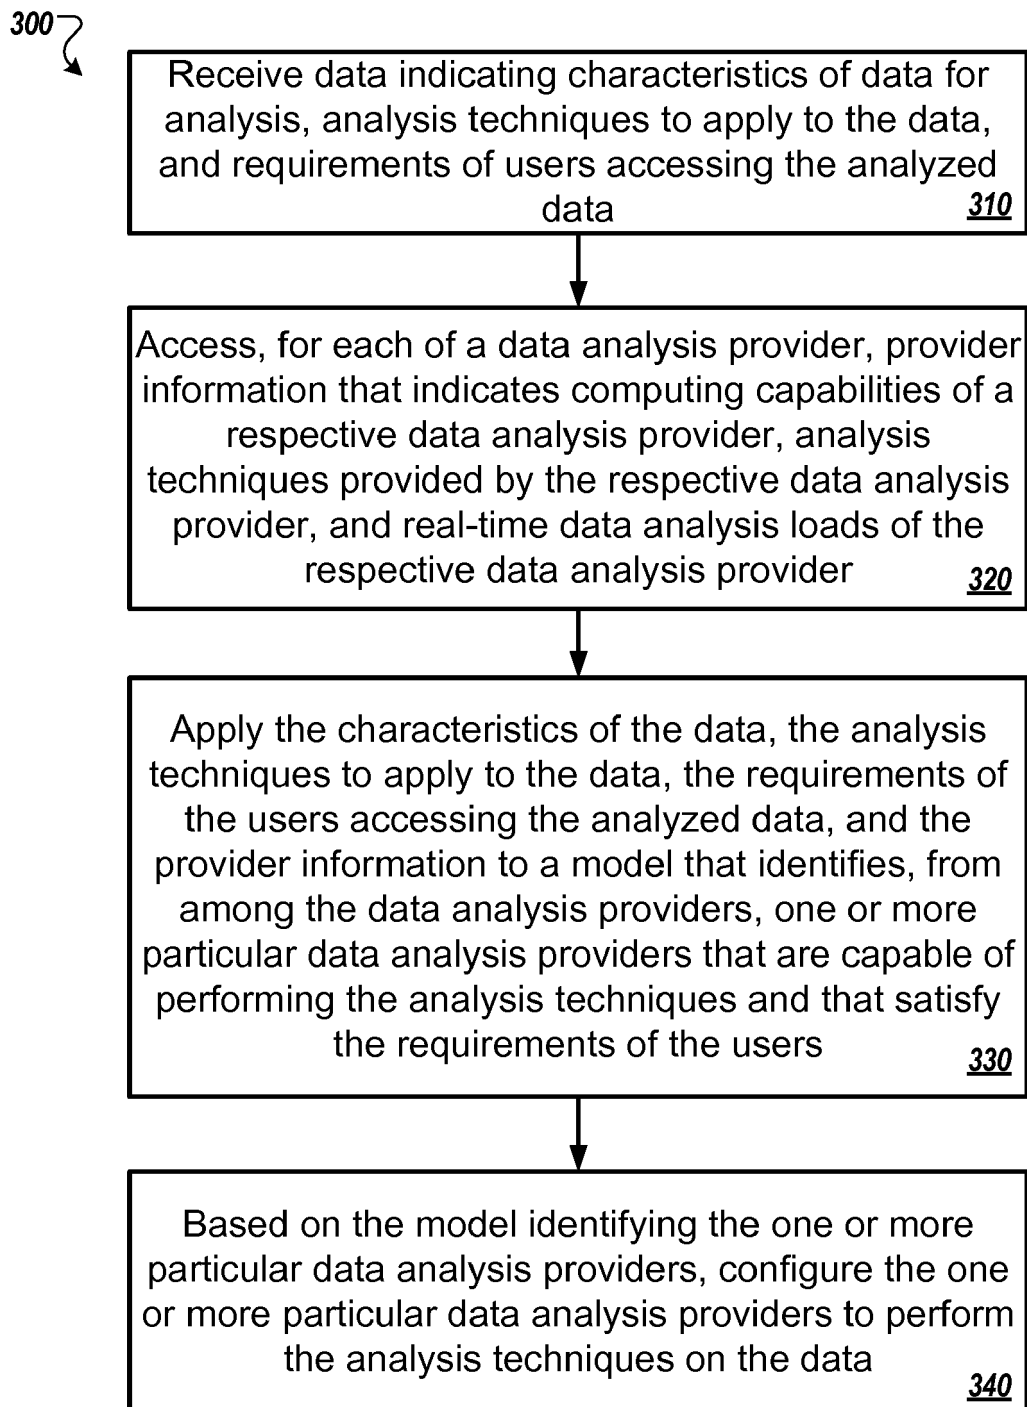 300
Receive data indicating characteristics of data for
analysis, analysis techniques to apply to the data,
and requirements of users accessing the analyzed
data
310
Access, for each of a data analysis provider, provider
information that indicates computing capabilities of a
respective data analysis provider, analysis
techniques provided by the respective data analysis
provider, and real-time data analysis loads of the
respective data analysis provider
320
Apply the characteristics of the data, the analysis
techniques to apply to the data, the requirements of
the users accessing the analyzed data, and the
provider information to a model that identifies, from
among the data analysis providers, one or more
particular data analysis providers that are capable of
performing the analysis techniques and that satisfy
the requirements of the users
330
Based on the model identifying the one or more
particular data analysis providers, configure the one
or more particular data analysis providers to perform
the analysis techniques on the data
340